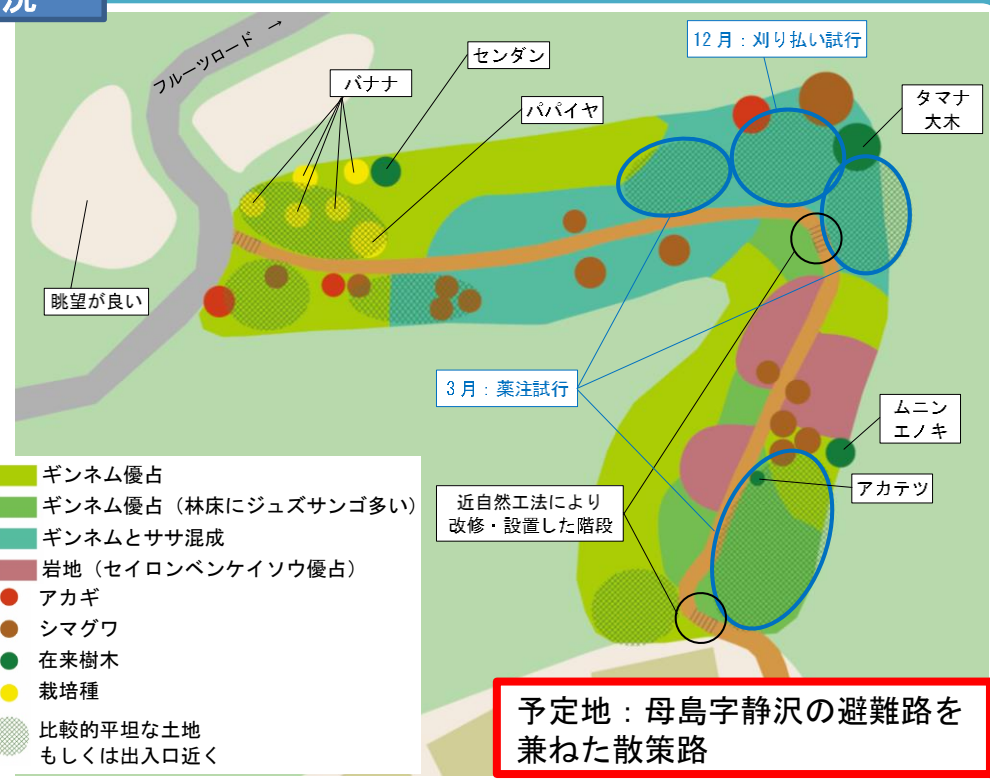 況
フルーツロード →
センダン
12月：刈り払い試行
バナナ
タマナ
大木
パパイヤ
眺望が良い
3月：薬注試行
ムニン
エノキ
アカテツ
近自然工法により
改修・設置した階段
ギンネム優占
ギンネム優占（林床にジュズサンゴ多い）
ギンネムとササ混成
岩地（セイロンベンケイソウ優占）
アカギ
シマグワ
在来樹木
栽培種
比較的平坦な土地
もしくは出入口近く
予定地：母島字静沢の避難路を
兼ねた散策路